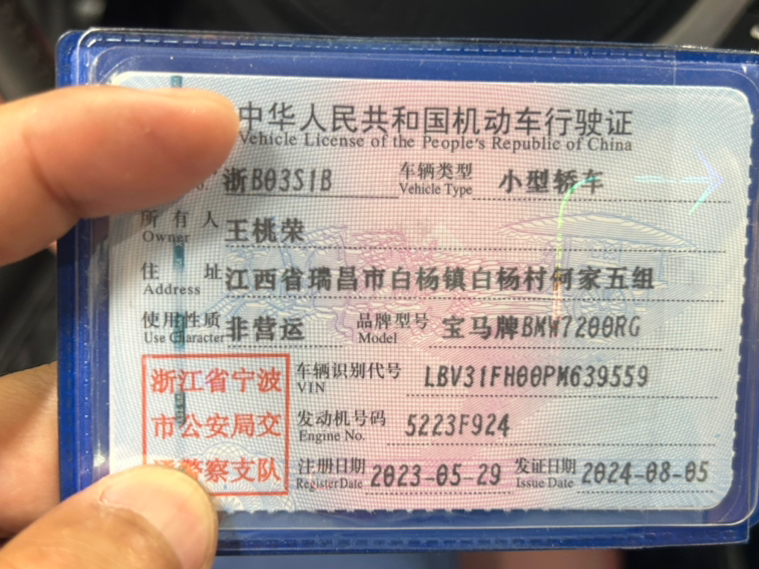 中华人民共和国机动车行驶证
Vehicle License of the People's Republic of China
浙B03S1B 车辆类型 Vehicle Type 小型轿车
所有人 Owner 王桃荣
住址 Address 江西省瑞昌市白杨镇白杨村何家五组
使用性质 Use Character 非营运 品牌型号 Model 宝马牌BMW7200RG
浙江省宁波市公安局交通警察支队
车辆识别代号 VIN LBV31FH00PM639559
发动机号码 Engine No. 5223F924
注册日期 Register Date 2023-05-29 发证日期 Issue Date 2024-08-05